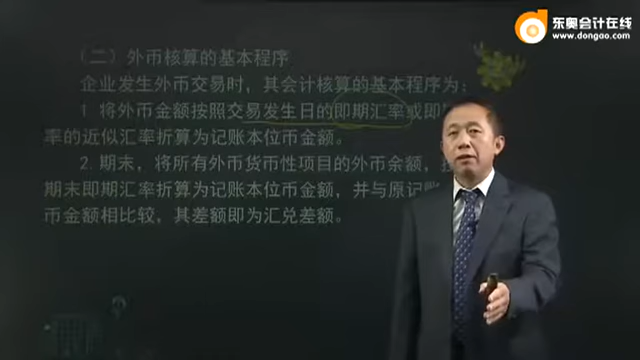 东奥会计在线
www.dongao.com
（二）外币核算的基本程序
企业发生外币交易时，其会计核算的基本程序为：
1.将外币金额按照交易发生日的即期汇率或即
率的近似汇率折算为记账本位币金额。
2.期末，将所有外币货币性项目的外币余额，
期末即期汇率折算为记账本位币金额，并与原记账
币金额相比较，其差额即为汇兑差额。